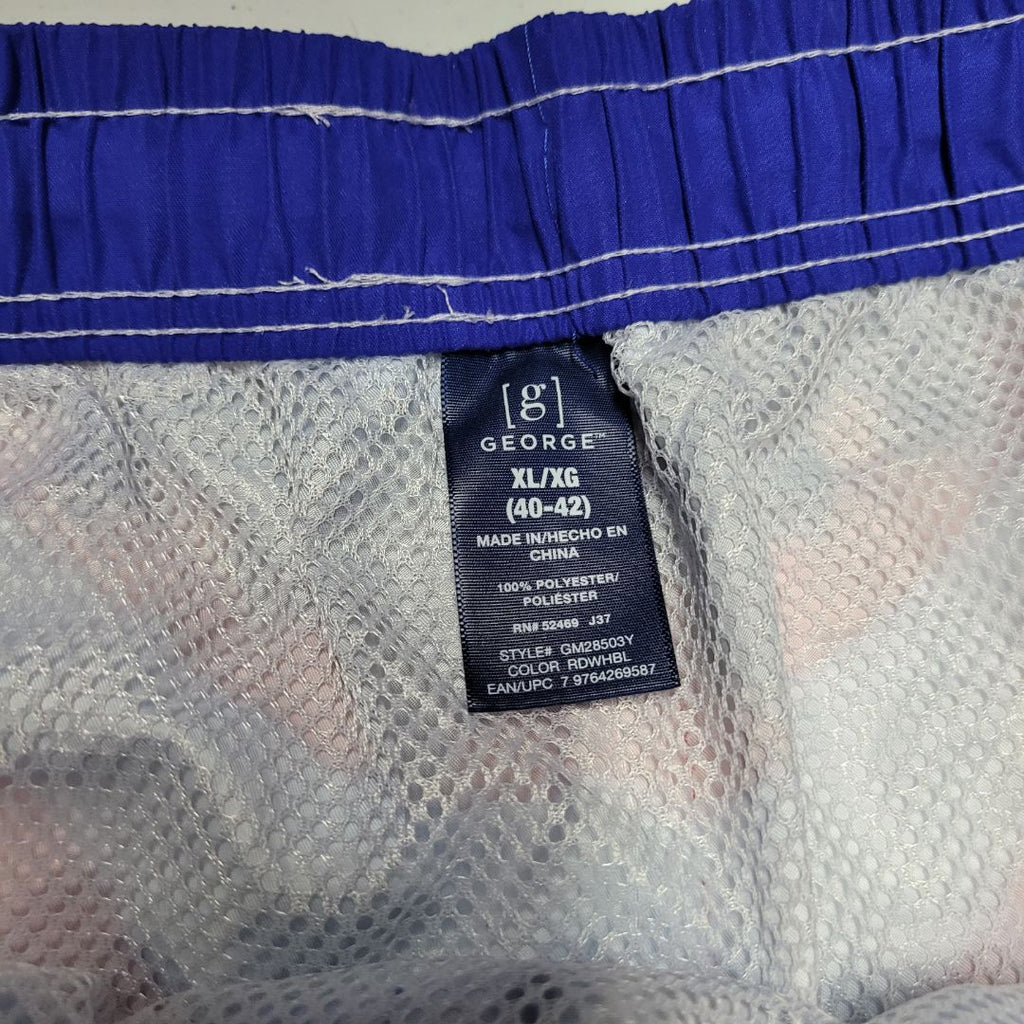 [g]
GEORGE™
XL/XG
(40-42)
MADE IN/HECHO EN
CHINA
100% POLYESTER/
POLIÉSTER
RN# 52469 J37
STYLE# GM28503Y
COLOR RDWHBL
EAN/UPC 7 9764269587